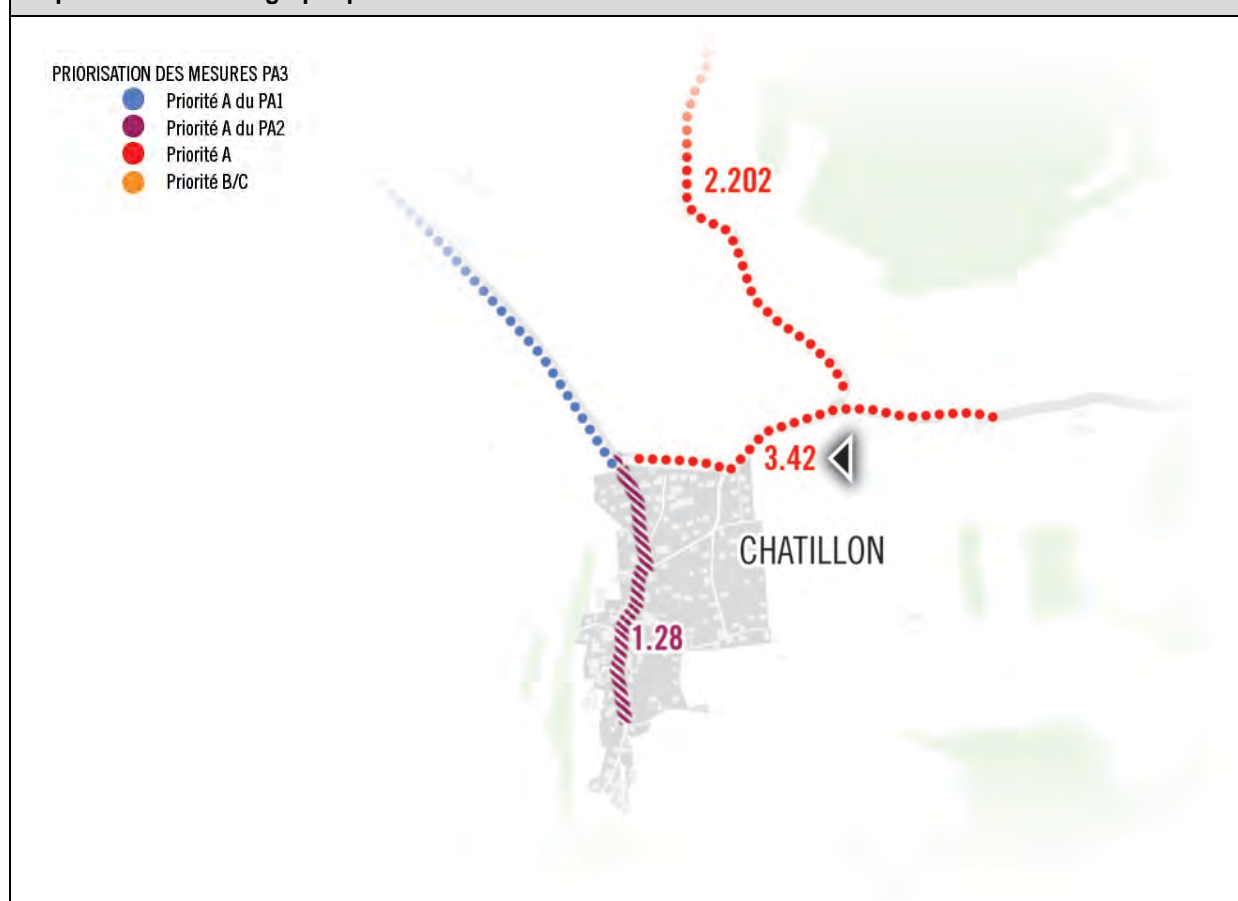 PRIORISATION DES MESURES PA3
Priorité A du PA1
Priorité A du PA2
Priorité A
Priorité B/C
2.202
3.42
CHATILLON
1.28